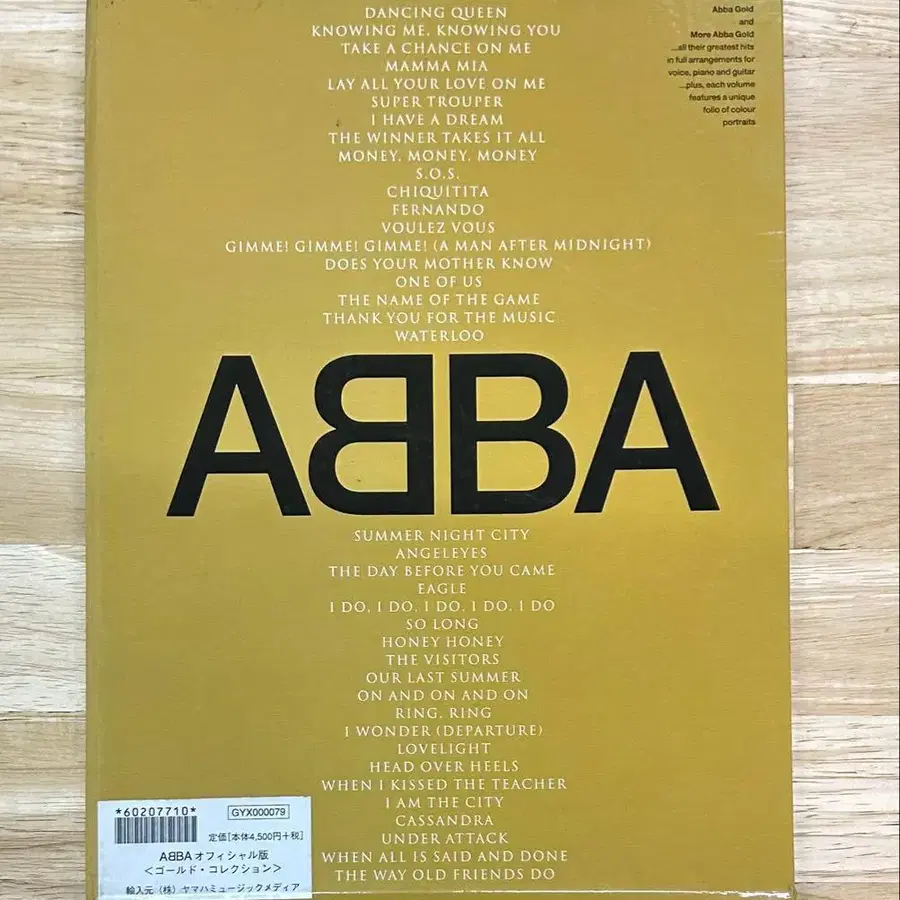 DANCING QUEEN
KNOWING ME, KNOWING YOU
TAKE A CHANCE ON ME
MAMMA MIA
LAY ALL YOUR LOVE ON ME
SUPER TROUPER
I HAVE A DREAM
THE WINNER TAKES IT ALL
MONEY, MONEY, MONEY
S.O.S.
CHIQUITITA
FERNANDO
VOULEZ VOUS
GIMME! GIMME! GIMME! (A MAN AFTER MIDNIGHT)
DOES YOUR MOTHER KNOW
ONE OF US
THE NAME OF THE GAME
THANK YOU FOR THE MUSIC
WATERLOO
Abba Gold
and
More Abba Gold
...all their greatest hits
in full arrangements for
voice, piano and guitar
...plus, each volume
features a unique
folio of colour
portraits
ABBA
SUMMER NIGHT CITY
ANGELEYES
THE DAY BEFORE YOU CAME
EAGLE
I DO, I DO, I DO, I DO, I DO
SO LONG
HONEY HONEY
THE VISITORS
OUR LAST SUMMER
ON AND ON AND ON
RING, RING
I WONDER (DEPARTURE)
LOVELIGHT
HEAD OVER HEELS
WHEN I KISSED THE TEACHER
I AM THE CITY
CASSANDRA
UNDER ATTACK
WHEN ALL IS SAID AND DONE
THE WAY OLD FRIENDS DO
*60207710*
GYX000079
定価[本体4,500円+税]
ABBA オフィシャル版
<ゴールド・コレクション>
輸入元 (株) ヤマハミュージックメディア